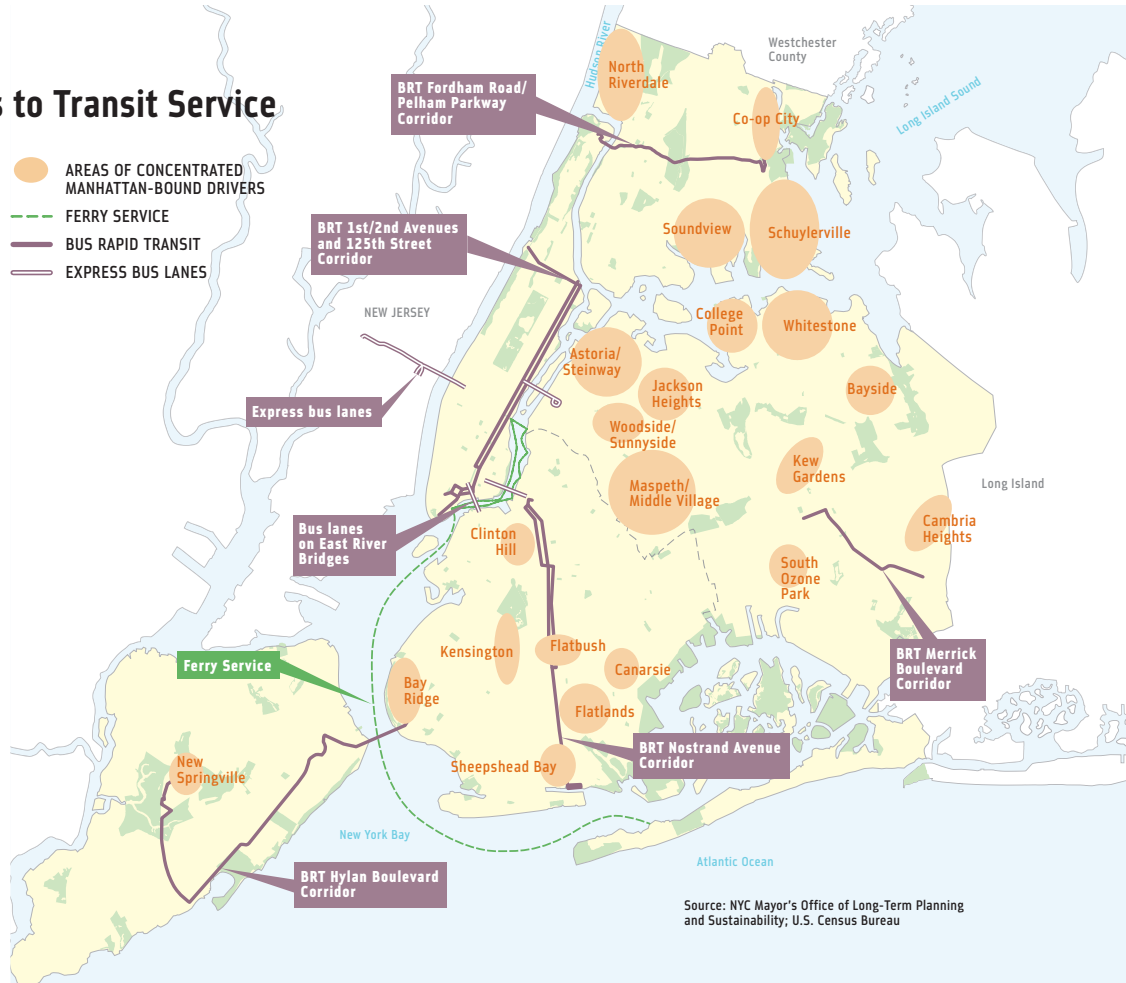 s to Transit Service
AREAS OF CONCENTRATED
MANHATTAN-BOUND DRIVERS
FERRY SERVICE
BUS RAPID TRANSIT
EXPRESS BUS LANES
Hudson River
Westchester
County
Long Island Sound
North
Riverdale
BRT Fordham Road/
Pelham Parkway
Corridor
Co-op City
BRT 1st/2nd Avenues
and 125th Street
Corridor
Soundview
Schuylerville
NEW JERSEY
College
Point
Whitestone
Astoria/
Steinway
Jackson
Heights
Bayside
Express bus lanes
Woodside/
Sunnyside
Kew
Gardens
Maspeth/
Middle Village
Long Island
Bus lanes
on East River
Bridges
Clinton
Hill
Cambria
Heights
South
Ozone
Park
Ferry Service
Kensington
Flatbush
Canarsie
BRT Merrick
Boulevard
Corridor
Bay
Ridge
Flatlands
New
Springville
Sheepshead Bay
BRT Nostrand Avenue
Corridor
New York Bay
Atlantic Ocean
BRT Hylan Boulevard
Corridor
Source: NYC Mayor's Office of Long-Term Planning
and Sustainability; U.S. Census Bureau